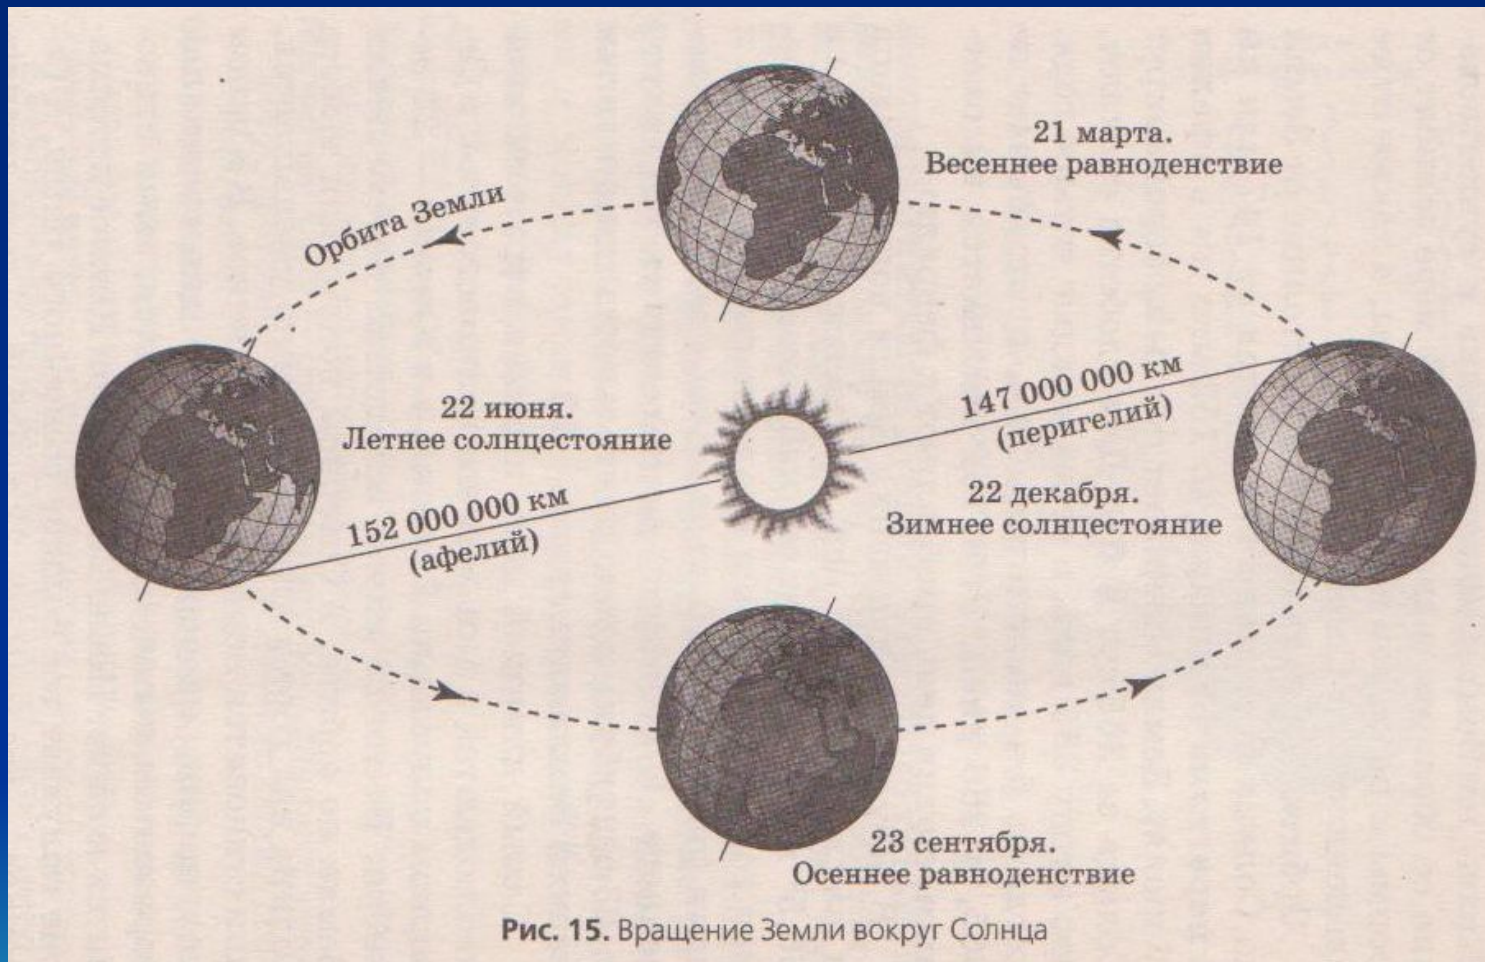 21 марта.
Весеннее равноденствие
Орбита Земли
22 июня.
Летнее солнцестояние
147 000 000 км
(перигелий)
152 000 000 км
(афелий)
22 декабря.
Зимнее солнцестояние
23 сентября.
Осеннее равноденствие
Рис. 15. Вращение Земли вокруг Солнца